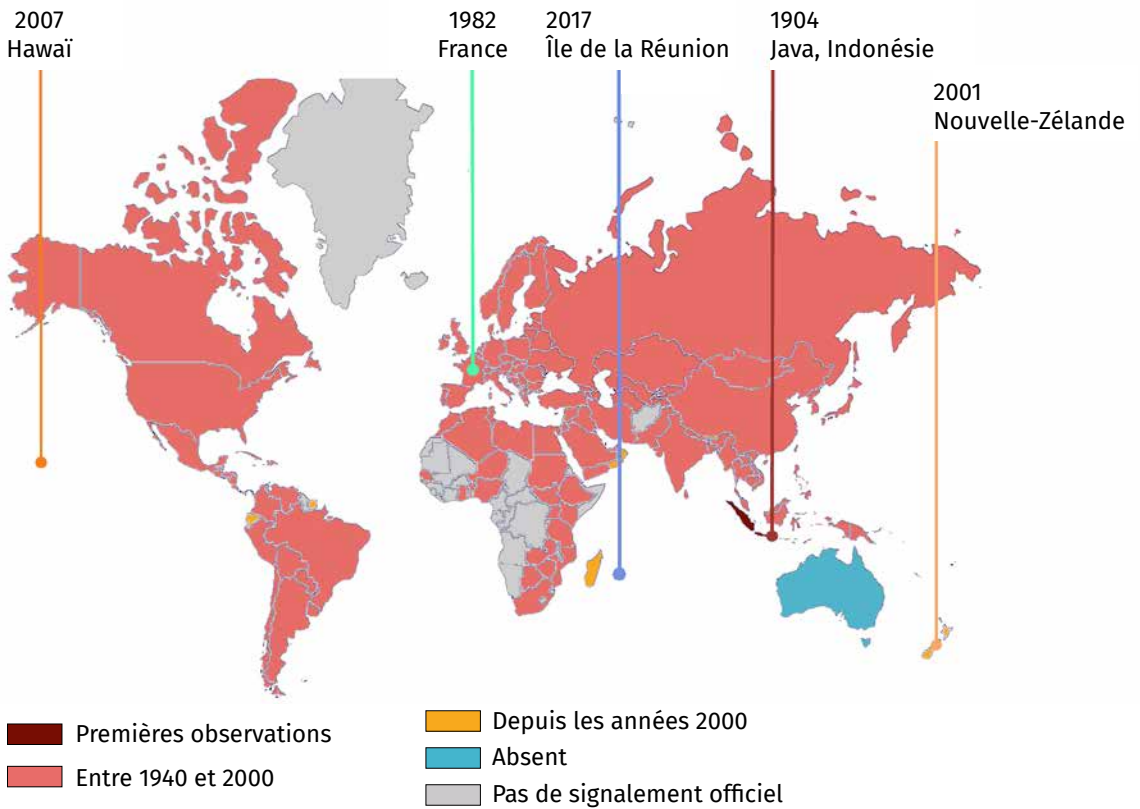 2007
Hawaï
1982
France
2017
Île de la Réunion
1904
Java, Indonésie
2001
Nouvelle-Zélande
Premières observations
Entre 1940 et 2000
Depuis les années 2000
Absent
Pas de signalement officiel